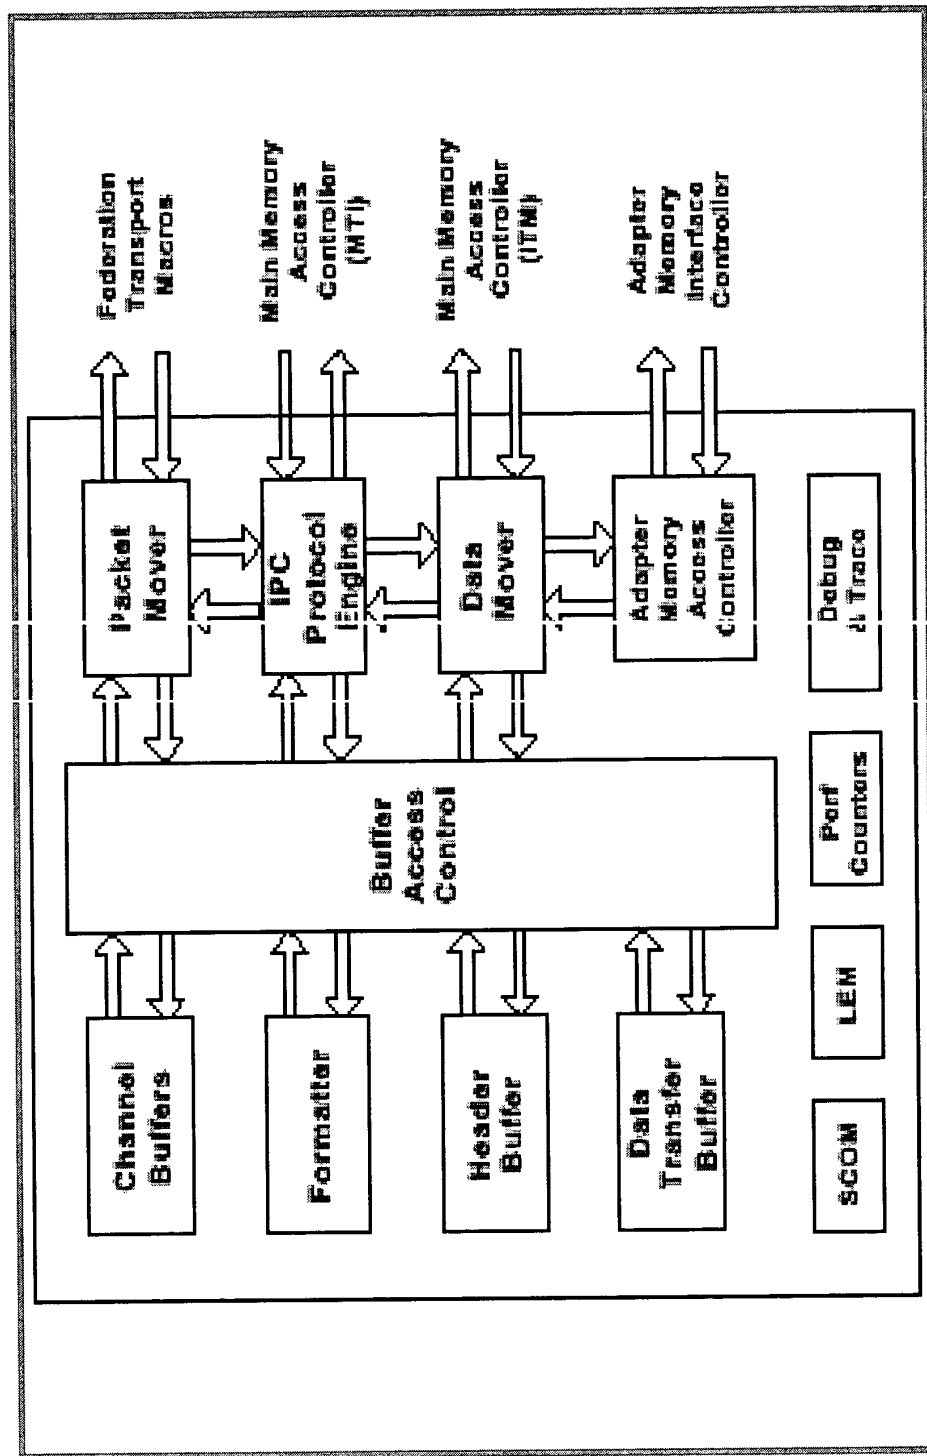 Channel
Buffers
Formatter
Header
Buffer
Data
Transfer
Buffer
Buffer
Access
Control
Packet
Mover
IPC
Protocol
Engine
Data
Mover
Adapter
Memory
Access
Controller
Federation
Transport
Macros
Main Memory
Access
Controller
(MTI)
Main Memory
Access
Controller
(ITM)
Adapter
Memory
Interface
Controller
SCOM
LEM
Perf
Counters
Debug
& Trace